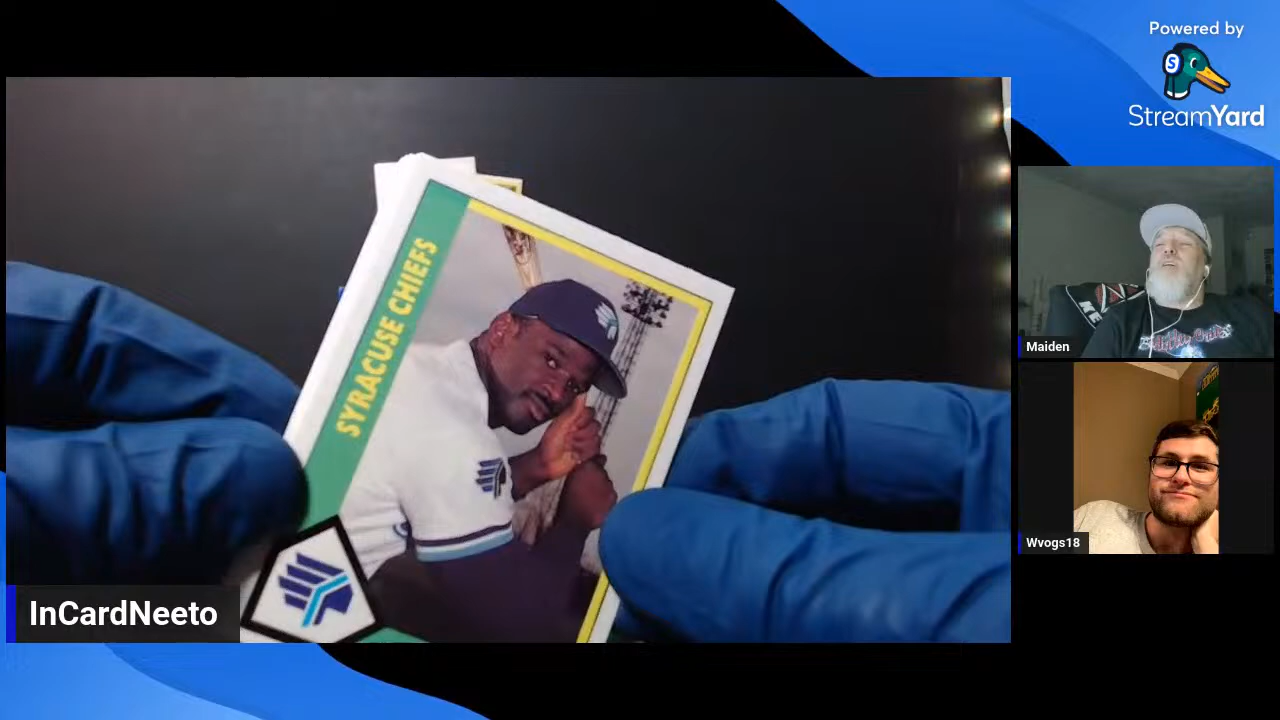 Powered by
StreamYard
SYRACUSE CHIEFS
InCardNeeto
Maiden
Wvogs18